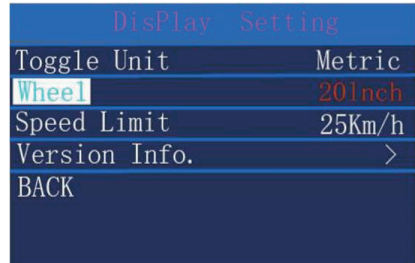 DisPlay Setting
Toggle Unit Metric
Wheel 20Inch
Speed Limit 25Km/h
Version Info. >
BACK